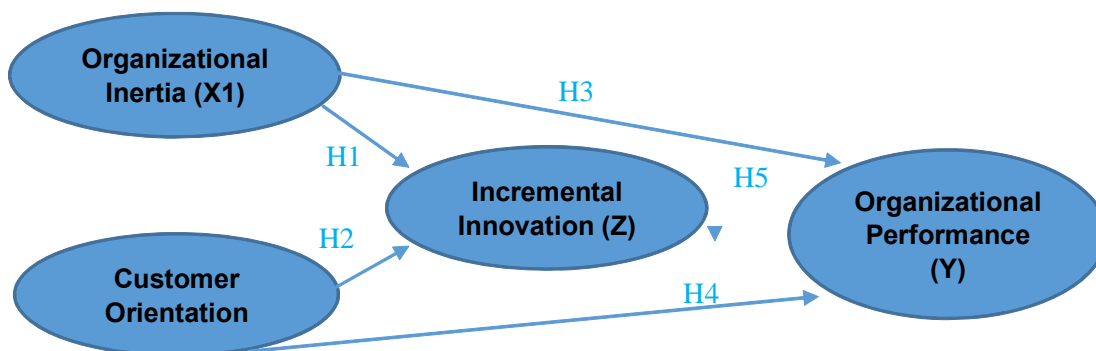 Organizational
Inertia (X1)
H3
H1
Incremental
Innovation (Z)
H5
Organizational
Performance
(Y)
H2
Customer
Orientation
H4